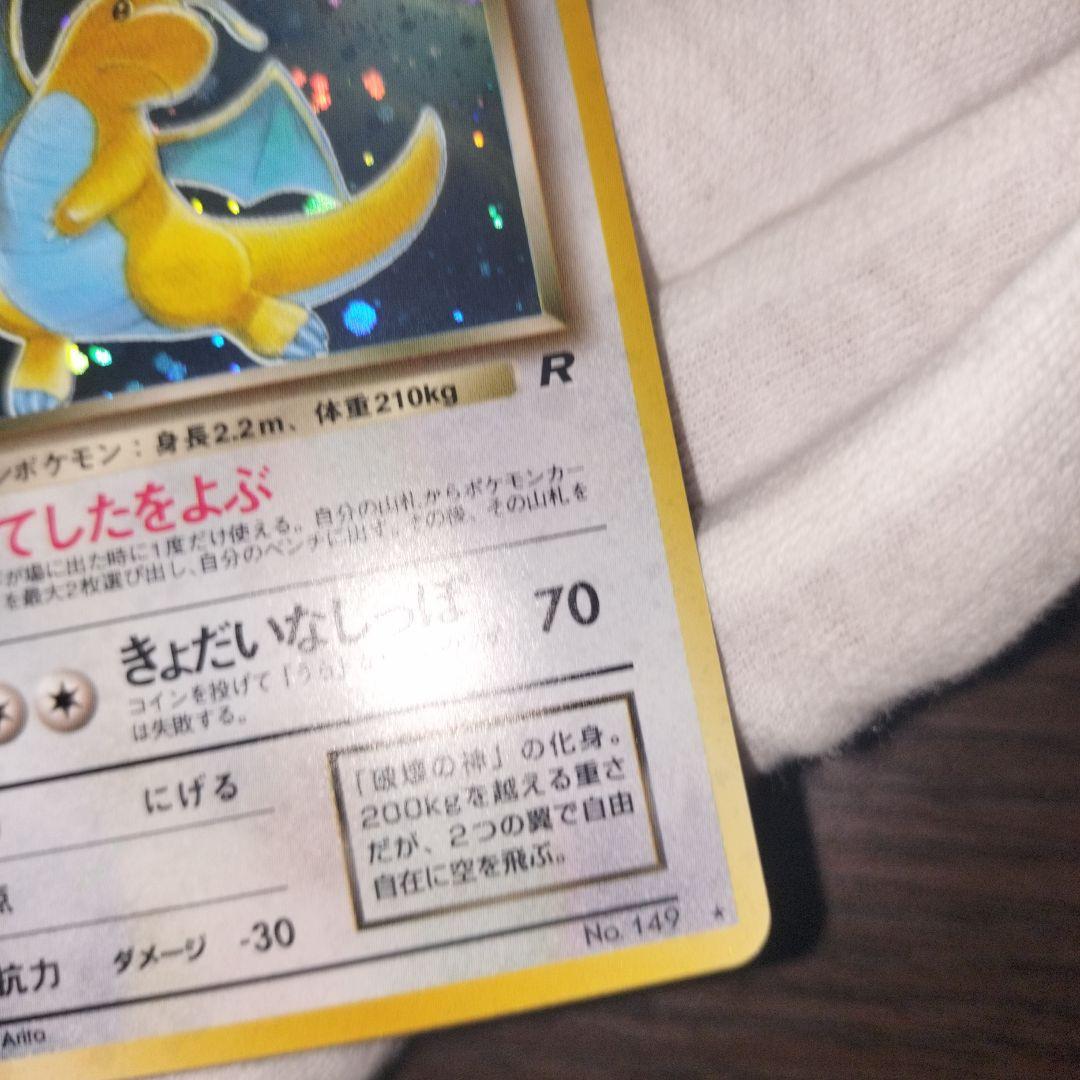 R
ンポケモン：身長2.2m、体重210kg
てしたをよぶ
が場に出た時に1度だけ使える。自分の山札からポケモンカー
を最大2枚選び出し、自分のベンチに出す。その後、その山札を
きょだいなしっぽ 70
コインを投げて「うら」な
は失敗する。
にげる
点
抗力 ダメージ -30
「破壊の神」の化身。
200kgを越える重さ
だが、2つの翼で自由
自在に空を飛ぶ。
No. 149 ★
Arita